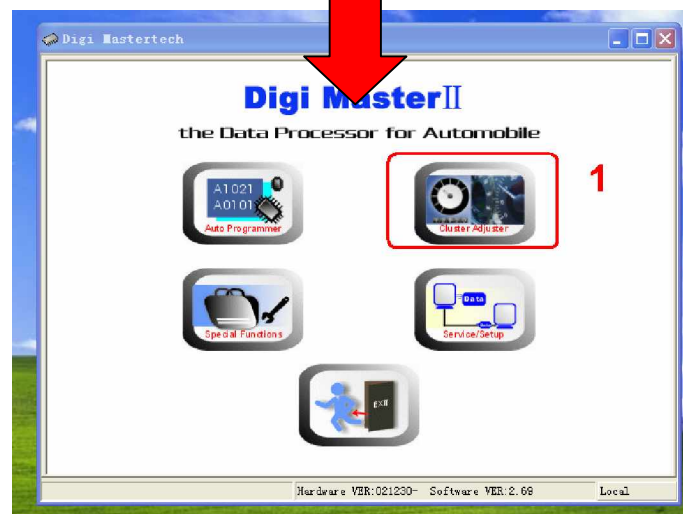 Digi Mastertech
Digi MasterII
the Data Processor for Automobile
A1021
A0101
Auto Programmer
Cluster Adjuster
1
Special Functions
Data
Service/Setup
EXIT
Hardware VER:021230- Software VER:2.69
Local